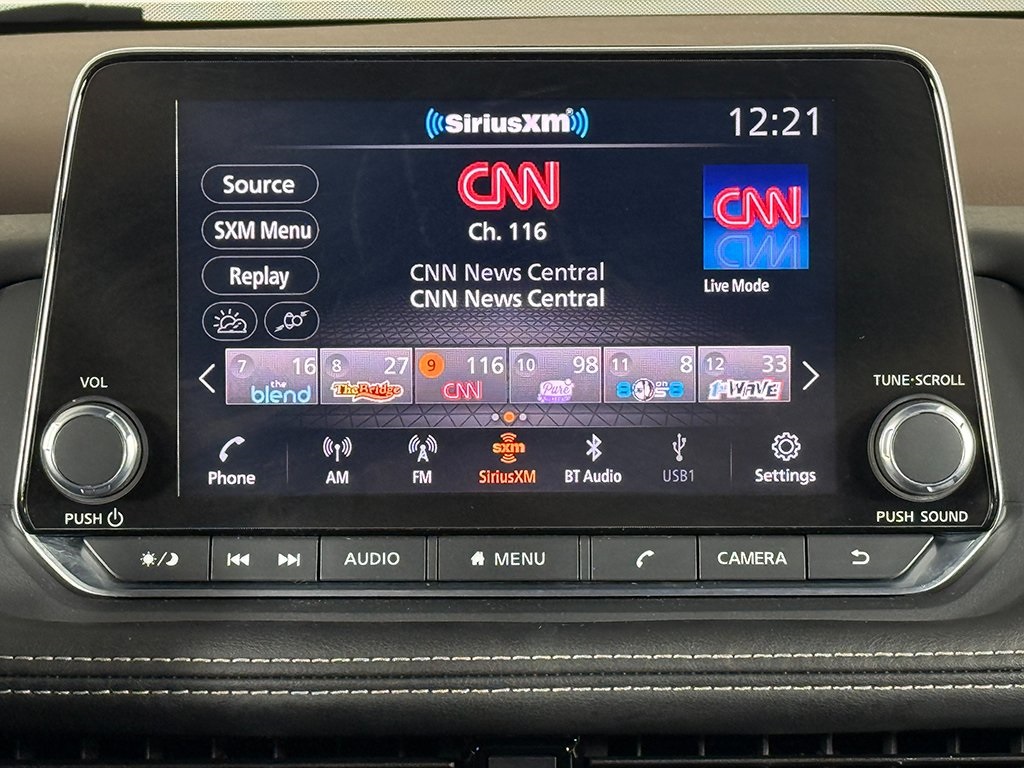 SiriusXM
12:21
Source
SXM Menu
Replay
CNN
Ch. 116
CNN News Central
CNN News Central
CNN
CNN
Live Mode
7 16 the blend
8 27 The Bridge
9 116 CNN
10 98 Pure
11 8 80s on 8
12 33 1st WAVE
Phone
AM
FM
sxm
SiriusXM
BT Audio
USB1
Settings
VOL
PUSH
TUNE·SCROLL
PUSH SOUND
AUDIO
MENU
CAMERA